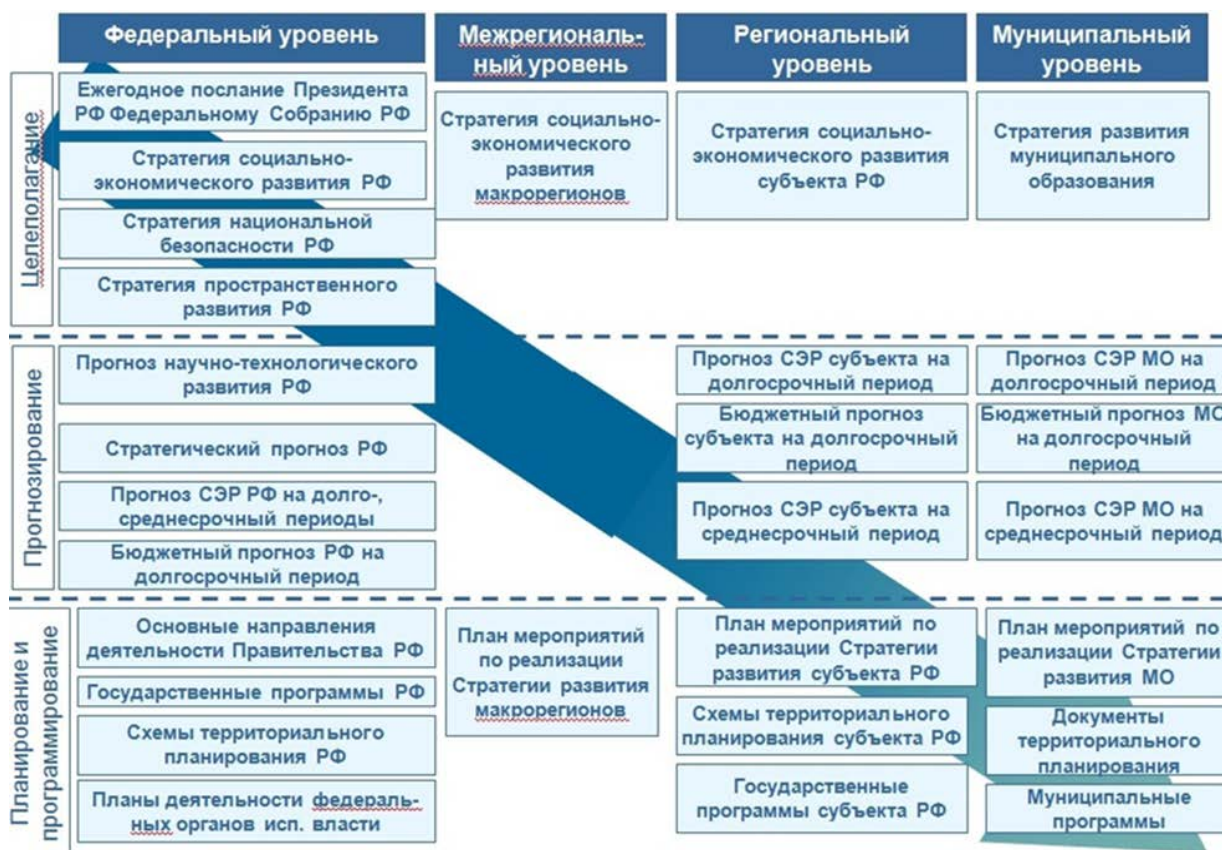 Федеральный уровень
Межрегиональ-
ный уровень
Региональный
уровень
Муниципальный
уровень
Целеполагание
Ежегодное послание Президента
РФ Федеральному Собранию РФ
Стратегия социально-
экономического развития РФ
Стратегия национальной
безопасности РФ
Стратегия пространственного
развития РФ
Стратегия социально-
экономического
развития
макрорегионов
Стратегия социально-
экономического развития
субъекта РФ
Стратегия развития
муниципального
образования
Прогнозирование
Прогноз научно-технологического
развития РФ
Стратегический прогноз РФ
Прогноз СЭР РФ на долго-,
среднесрочный периоды
Бюджетный прогноз РФ на
долгосрочный период
Прогноз СЭР субъекта на
долгосрочный период
Бюджетный прогноз
субъекта на долгосрочный
период
Прогноз СЭР субъекта на
среднесрочный период
Прогноз СЭР МО на
долгосрочный период
Бюджетный прогноз МО
на долгосрочный
период
Прогноз СЭР МО на
среднесрочный период
Планирование и
программирование
Основные направления
деятельности Правительства РФ
Государственные программы РФ
Схемы территориального
планирования РФ
Планы деятельности федераль-
ных органов исп. власти
План мероприятий
по реализации
Стратегии развития
макрорегионов
План мероприятий по
реализации Стратегии
развития субъекта РФ
Схемы территориального
планирования субъекта РФ
Государственные
программы субъекта РФ
План мероприятий по
реализации Стратегии
развития МО
Документы
территориального
планирования
Муниципальные
программы